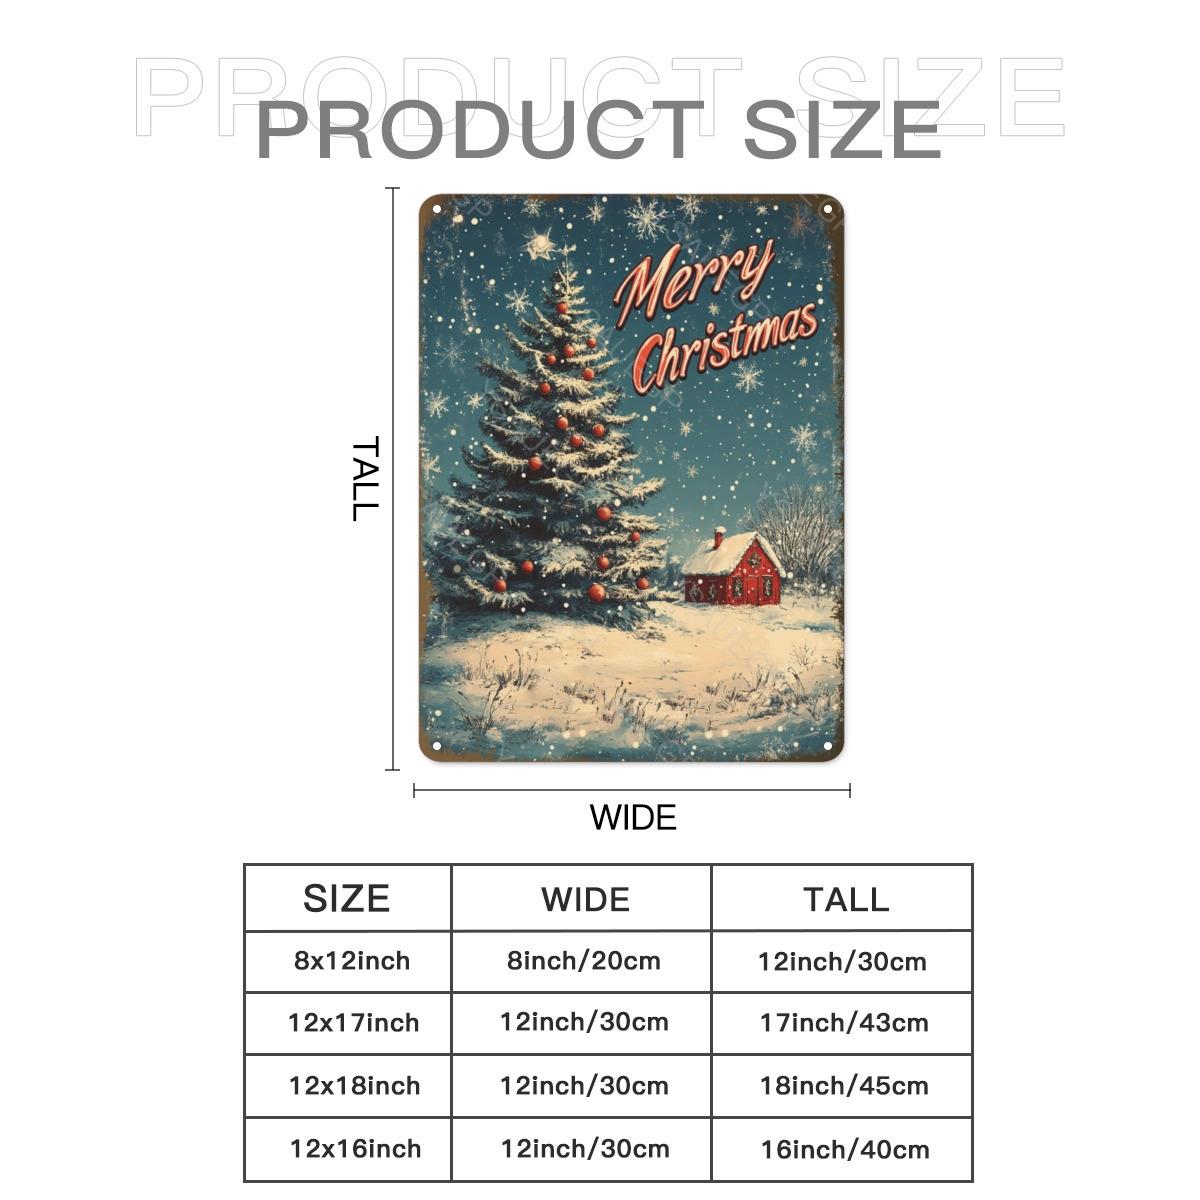 PRODUCT SIZE
PRODUCT SIZE
Merry
Christmas
TALL
WIDE
SIZE WIDE TALL
8x12inch 8inch/20cm 12inch/30cm
12x17inch 12inch/30cm 17inch/43cm
12x18inch 12inch/30cm 18inch/45cm
12x16inch 12inch/30cm 16inch/40cm